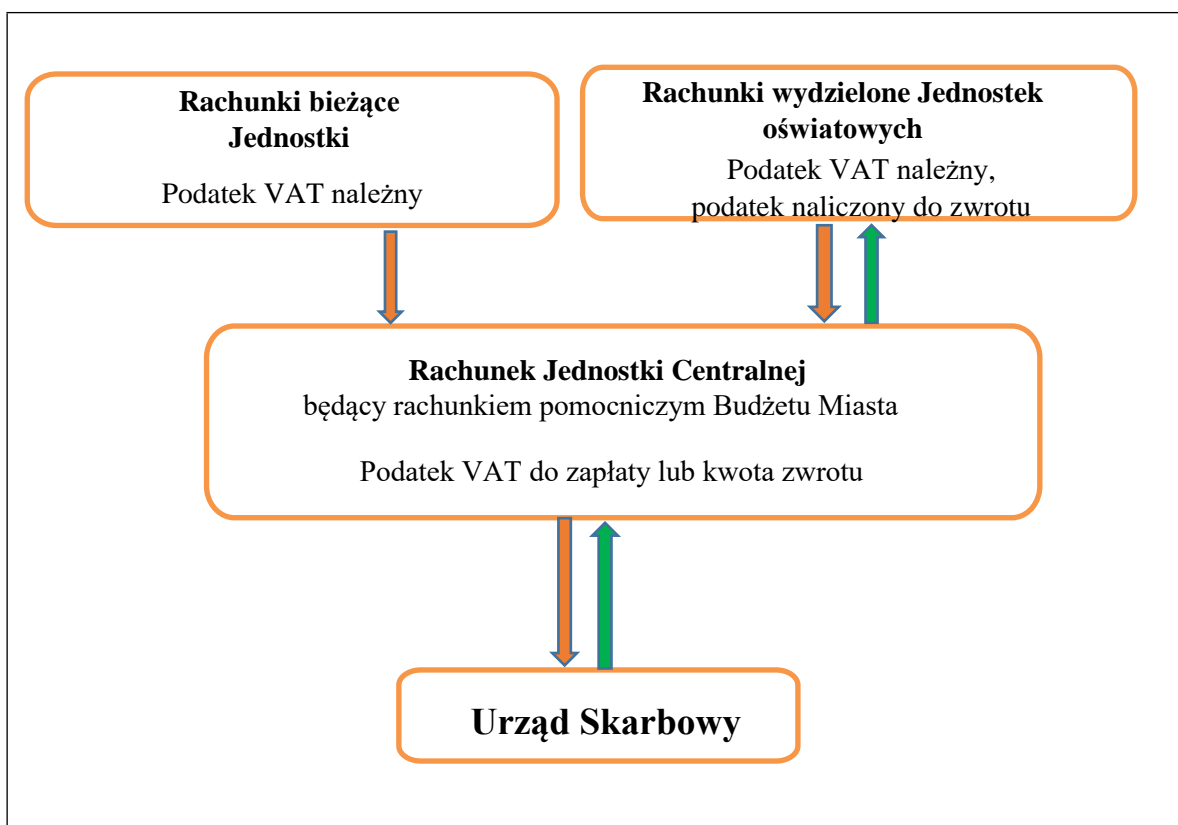 Rachunki bieżące
Jednostki
Podatek VAT należny
Rachunki wydzielone Jednostek
oświatowych
Podatek VAT należny,
podatek naliczony do zwrotu
Rachunek Jednostki Centralnej
będący rachunkiem pomocniczym Budżetu Miasta
Podatek VAT do zapłaty lub kwota zwrotu
Urząd Skarbowy